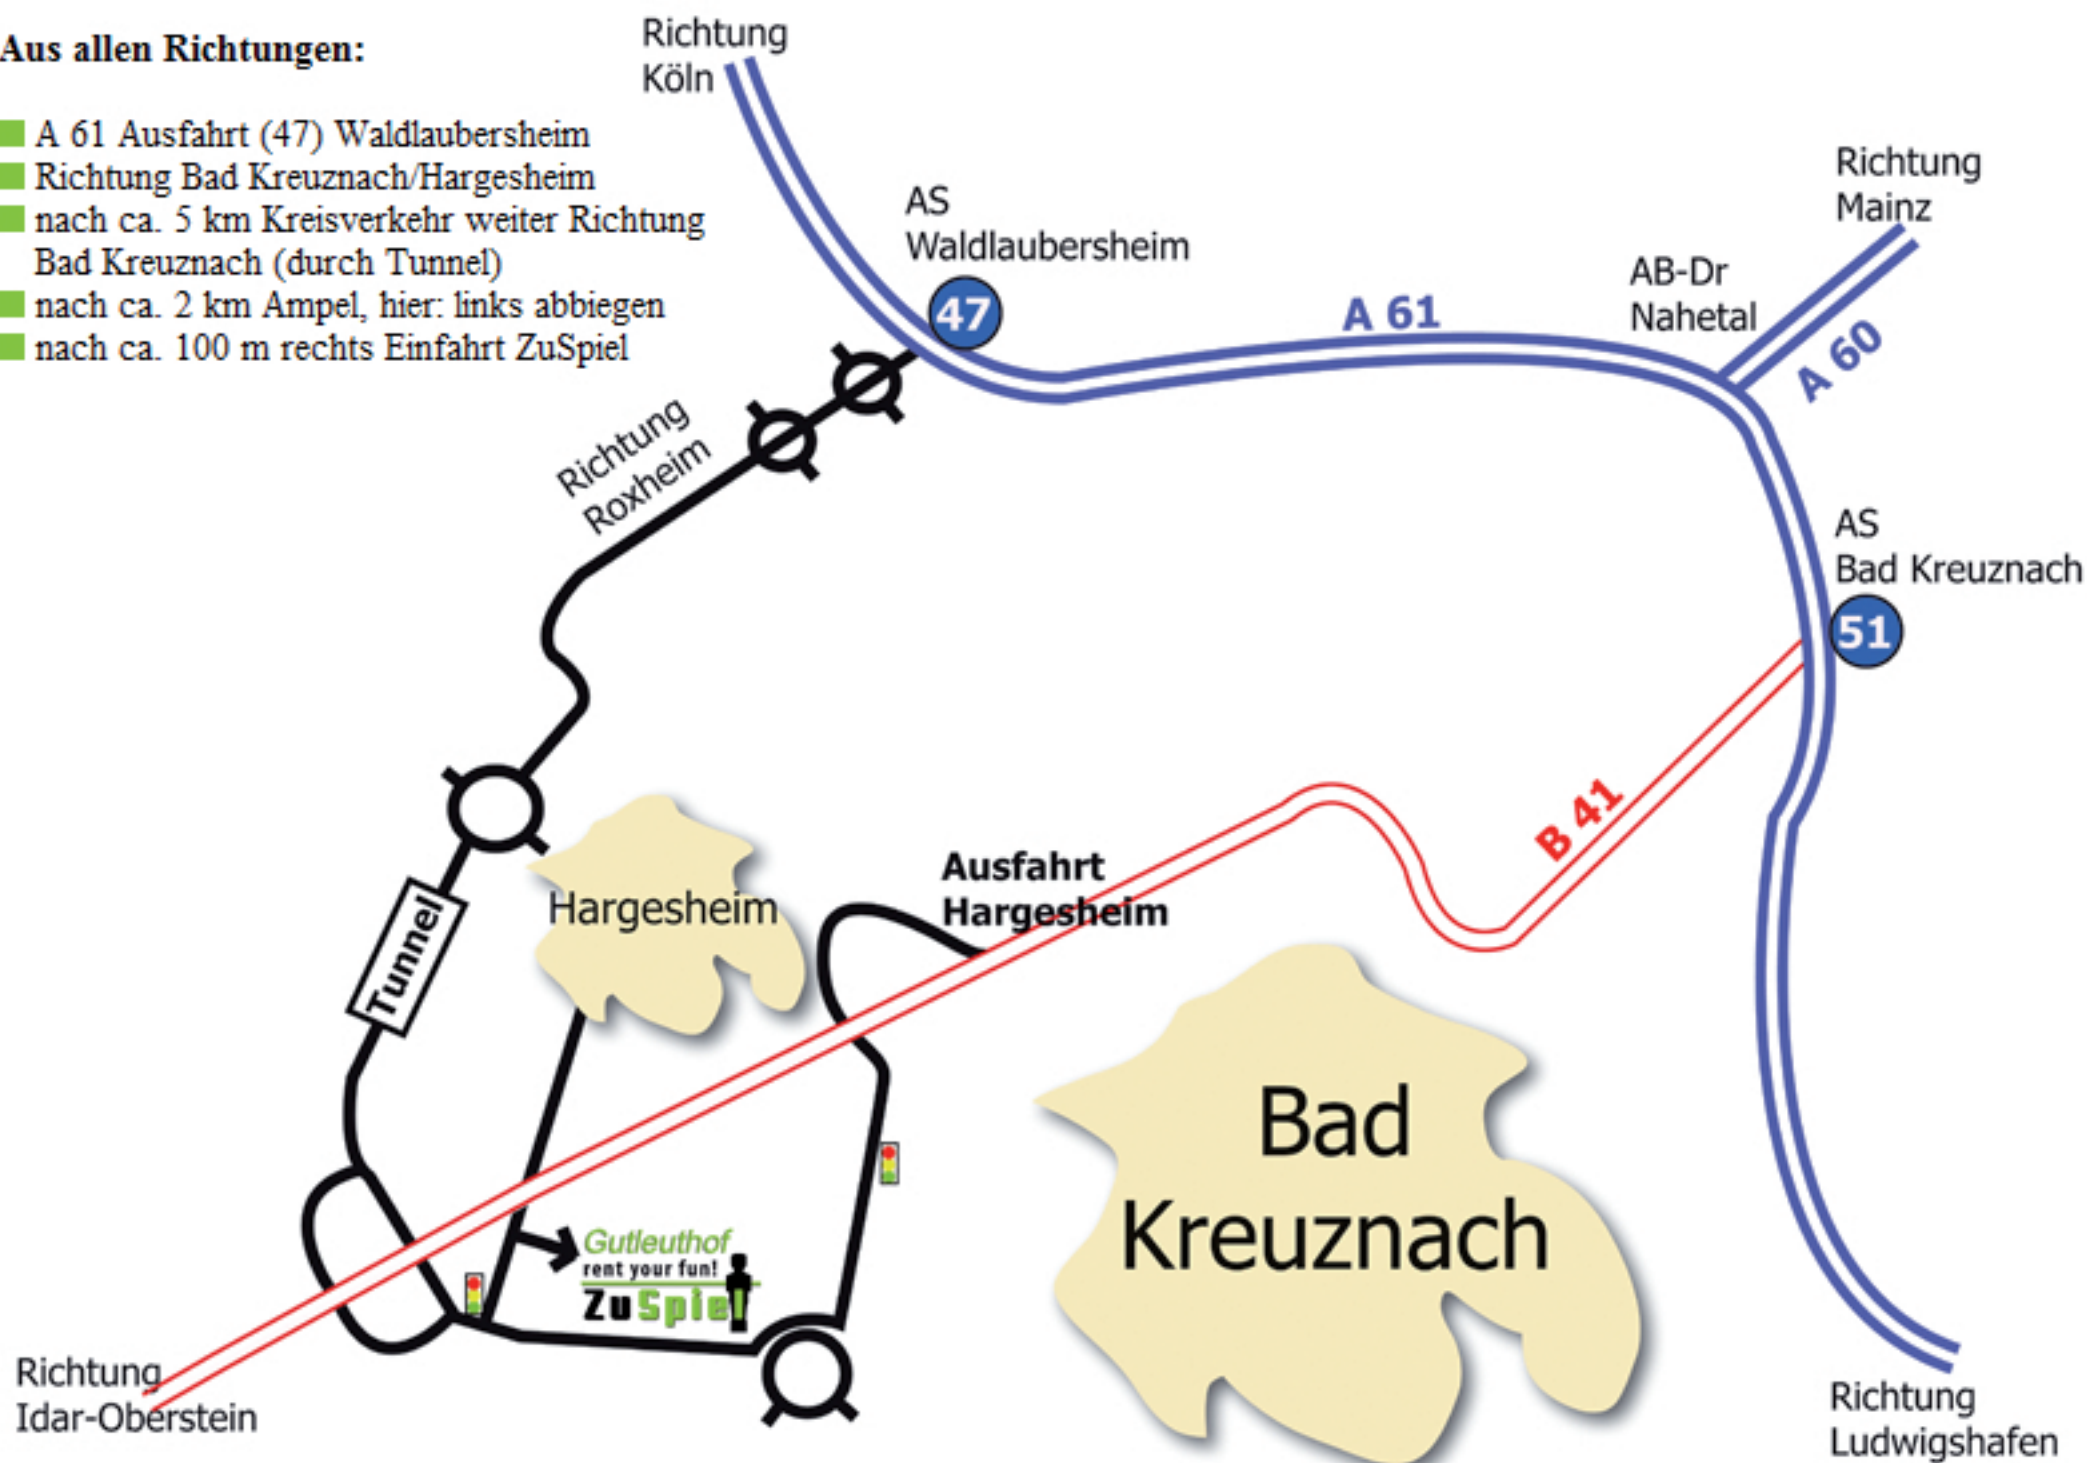 Aus allen Richtungen:
A 61 Ausfahrt (47) Waldlaubersheim
Richtung Bad Kreuznach/Hargesheim
nach ca. 5 km Kreisverkehr weiter Richtung
Bad Kreuznach (durch Tunnel)
nach ca. 2 km Ampel, hier: links abbiegen
nach ca. 100 m rechts Einfahrt ZuSpiel
Richtung
Köln
AS
Waldlaubersheim
47
A 61
AB-Dr
Nahetal
Richtung
Mainz
A 60
Richtung
Roxheim
AS
Bad Kreuznach
51
B 41
Ausfahrt
Hargesheim
Hargesheim
Tunnel
Bad
Kreuznach
Gutleuthof
rent your fun!
ZuSpiel
Richtung
Idar-Oberstein
Richtung
Ludwigshafen